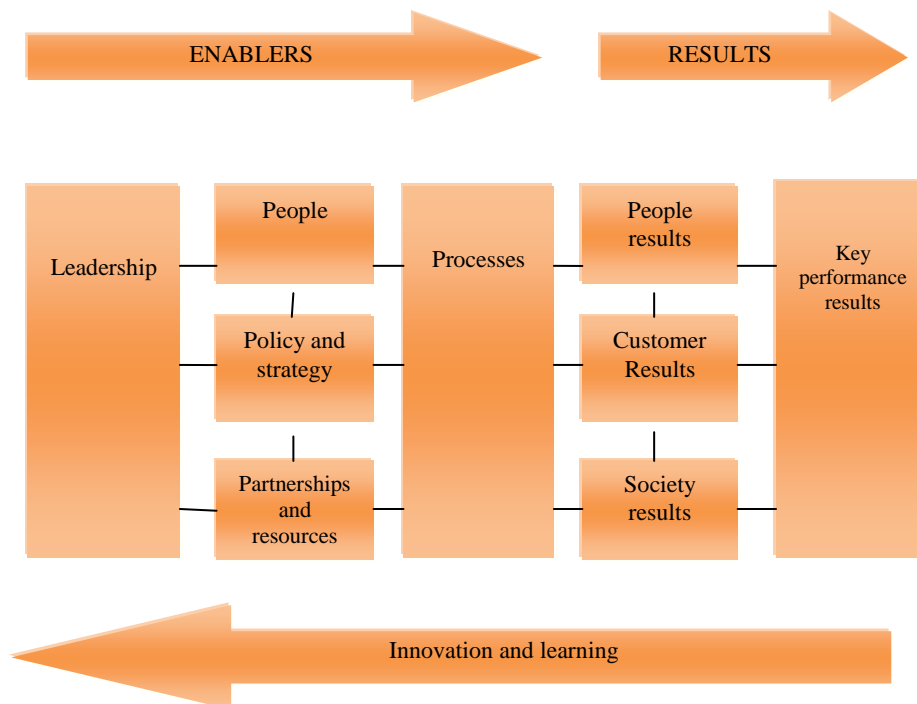 ENABLERS
RESULTS
Leadership
People
Policy and
strategy
Partnerships
and
resources
Processes
People
results
Customer
Results
Society
results
Key
performance
results
Innovation and learning